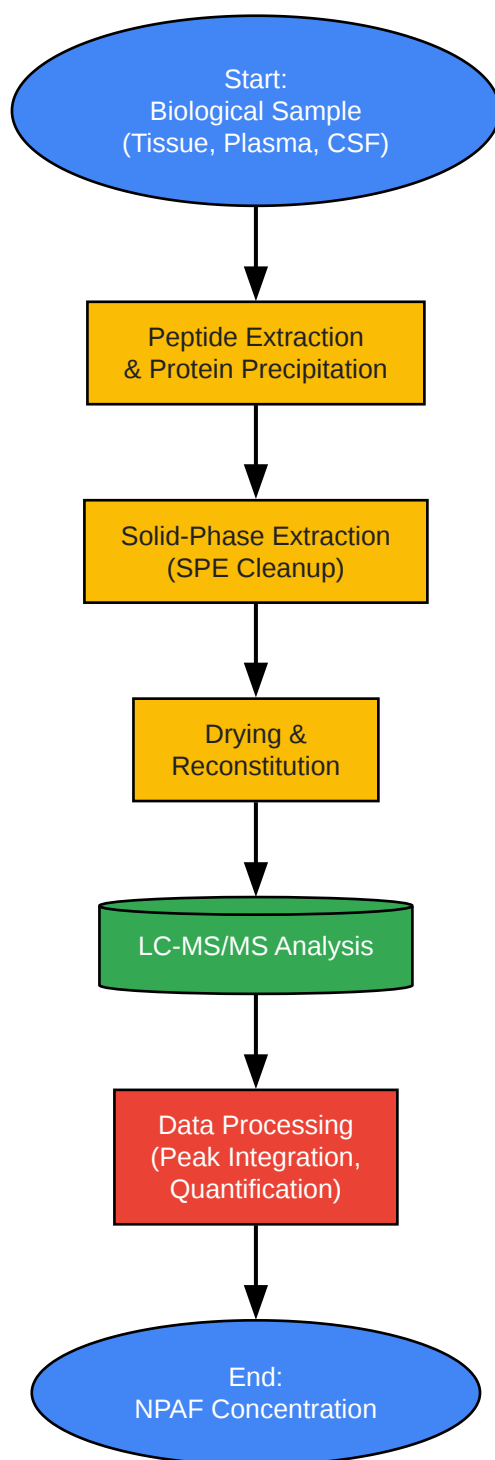 Start:
Biological Sample
(Tissue, Plasma, CSF)
Peptide Extraction
& Protein Precipitation
Solid-Phase Extraction
(SPE Cleanup)
Drying &
Reconstitution
LC-MS/MS Analysis
Data Processing
(Peak Integration,
Quantification)
End:
NPAF Concentration